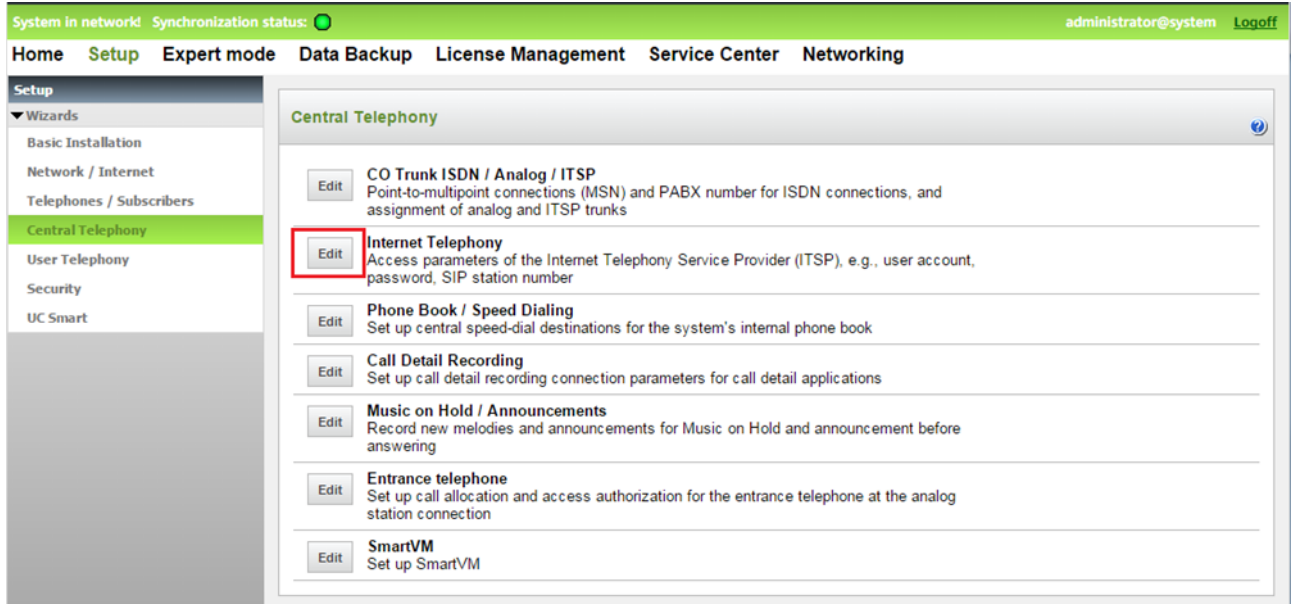 System in network! Synchronization status: administrator@system Logoff
Home Setup Expert mode Data Backup License Management Service Center Networking
Setup
Wizards
Basic Installation
Network / Internet
Telephones / Subscribers
Central Telephony
User Telephony
Security
UC Smart
Central Telephony
?
Edit
CO Trunk ISDN / Analog / ITSP
Point-to-multipoint connections (MSN) and PABX number for ISDN connections, and
assignment of analog and ITSP trunks
Edit
Internet Telephony
Access parameters of the Internet Telephony Service Provider (ITSP), e.g., user account,
password, SIP station number
Edit
Phone Book / Speed Dialing
Set up central speed-dial destinations for the system's internal phone book
Edit
Call Detail Recording
Set up call detail recording connection parameters for call detail applications
Edit
Music on Hold / Announcements
Record new melodies and announcements for Music on Hold and announcement before
answering
Edit
Entrance telephone
Set up call allocation and access authorization for the entrance telephone at the analog
station connection
Edit
SmartVM
Set up SmartVM